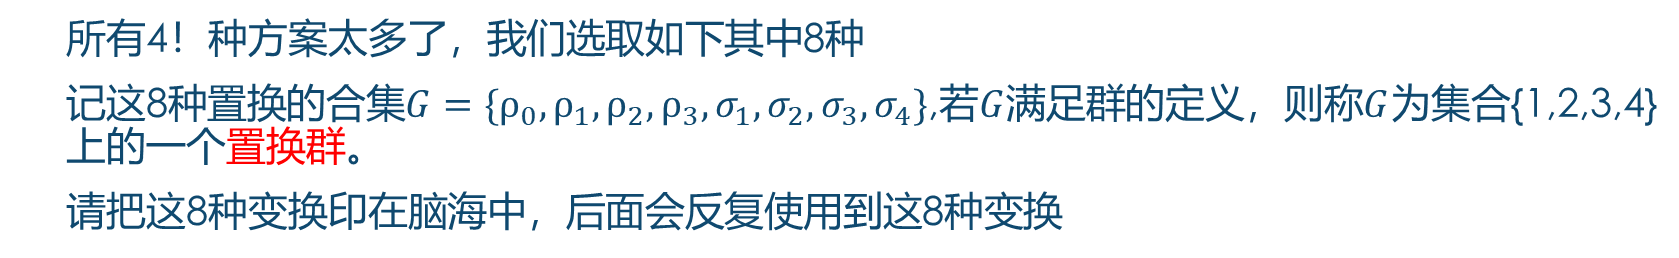 所有4！种方案太多了，我们选取如下其中8种
记这8种置换的合集G = {ρ₀, ρ₁, ρ₂, ρ₃, σ₁, σ₂, σ₃, σ₄},若G满足群的定义，则称G为集合{1,2,3,4}
上的一个置换群。
请把这8种变换印在脑海中，后面会反复使用到这8种变换